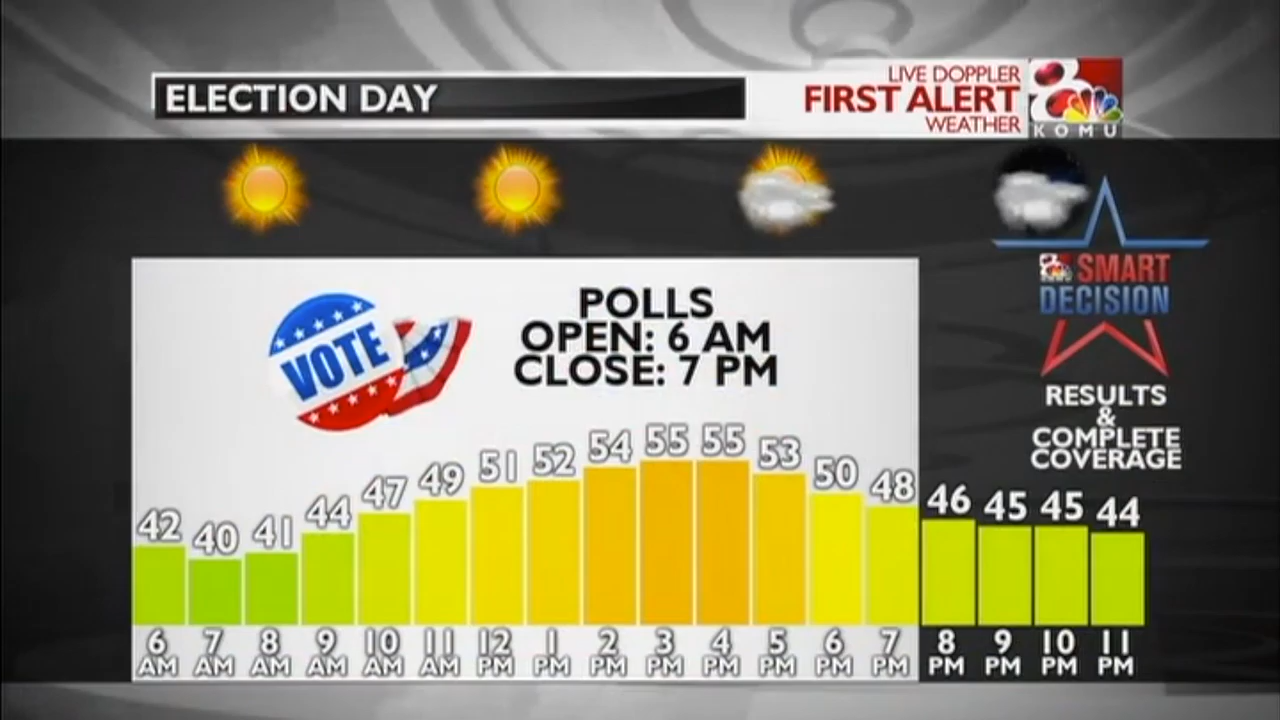 ELECTION DAY
LIVE DOPPLER
FIRST ALERT
WEATHER
8
KOMU
VOTE
POLLS
OPEN: 6 AM
CLOSE: 7 PM
8 SMART
DECISION
RESULTS
&
COMPLETE
COVERAGE
42 40 41 44 47 49 51 52 54 55 55 53 50 48 46 45 45 44
6 7 8 9 10 11 12 1 2 3 4 5 6 7 8 9 10 11
AM AM AM AM AM AM PM PM PM PM PM PM PM PM PM PM PM PM